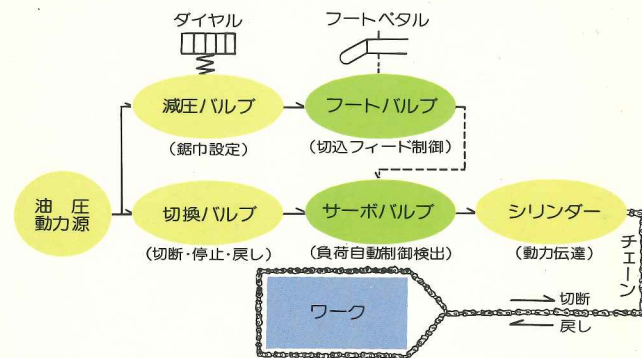 ダイヤル
フートペタル
減圧バルブ
フートバルブ
(鋸巾設定)
(切込フィード制御)
油圧
動力源
切換バルブ
サーボバルブ
シリンダー
(切断・停止・戻し)
(負荷自動制御検出)
(動力伝達)
チェーン
ワーク
切断
戻し